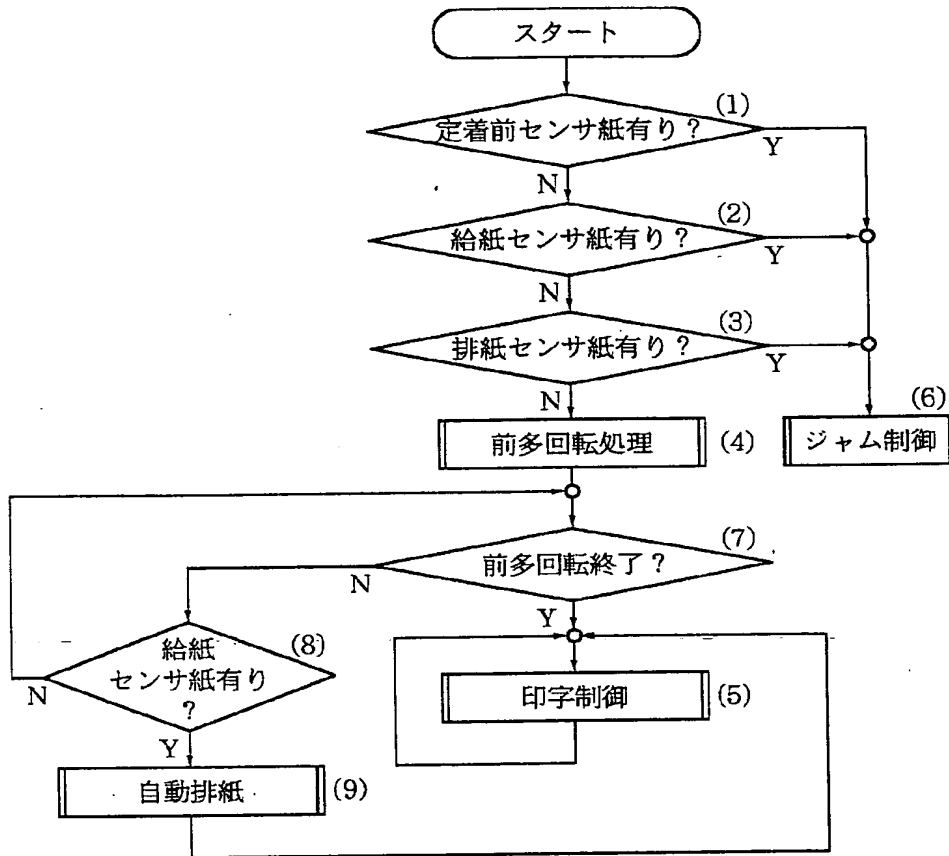 スタート
(1)
定着前センサ紙有り?
Y
N
(2)
給紙センサ紙有り?
Y
N
(3)
排紙センサ紙有り?
Y
N
(6)
前多回転処理
(4)
ジャム制御
(7)
前多回転終了?
N
Y
(8)
給紙
センサ紙有り
?
N
Y
印字制御
(5)
自動排紙
(9)